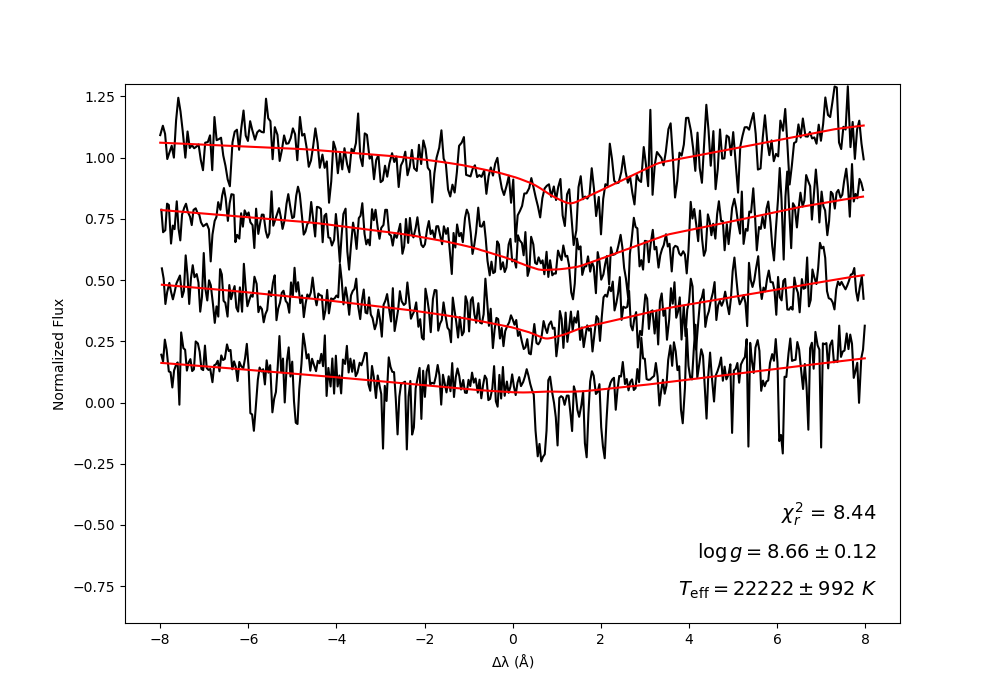 1.25
1.00
0.75
0.50
0.25
0.00
−0.25
−0.50
−0.75
Normalized Flux
χ²ᵣ = 8.44
log g = 8.66 ± 0.12
T_eff = 22222 ± 992 K
−8 −6 −4 −2 0 2 4 6 8
Δλ (Å)